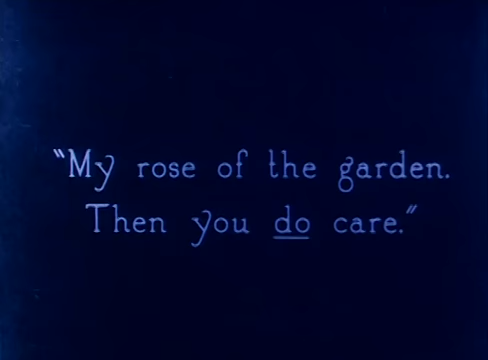 "My rose of the garden.
Then you do care."